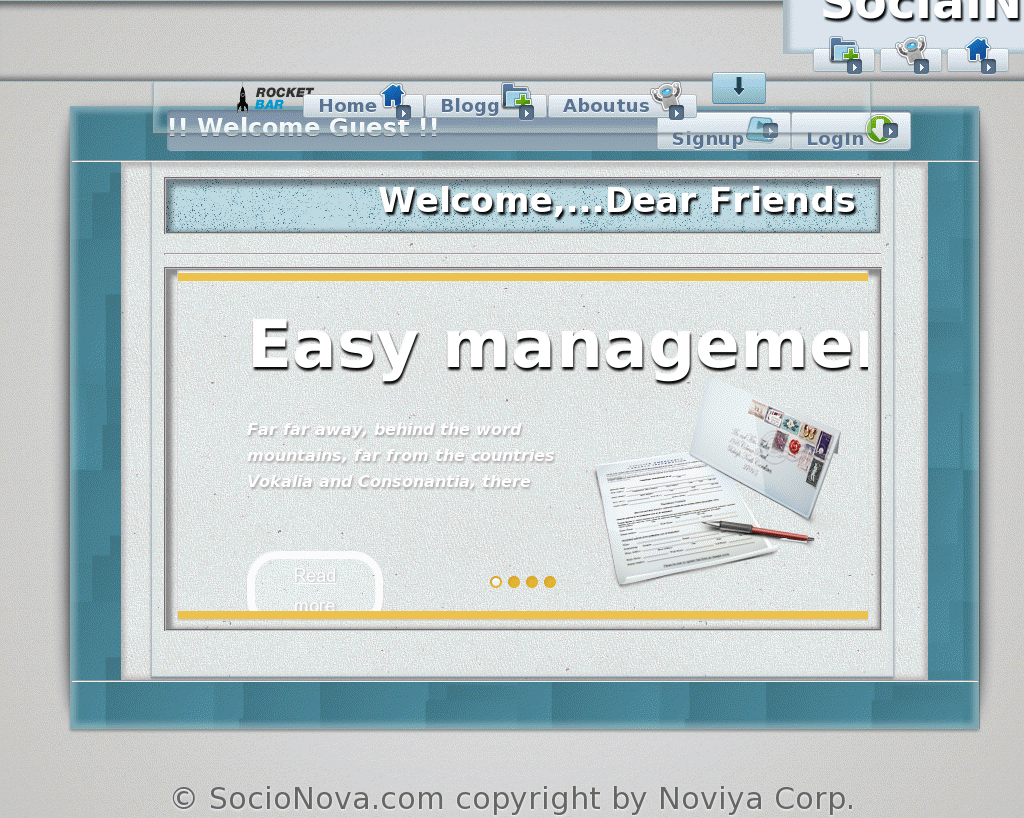 SocialN
ROCKET
BAR
Home
Blogg
Aboutus
!! Welcome Guest !!
Signup
LogIn
Welcome,...Dear Friends
Easy managemen
Far far away, behind the word
mountains, far from the countries
Vokalia and Consonantia, there
Read
more
© SocioNova.com copyright by Noviya Corp.